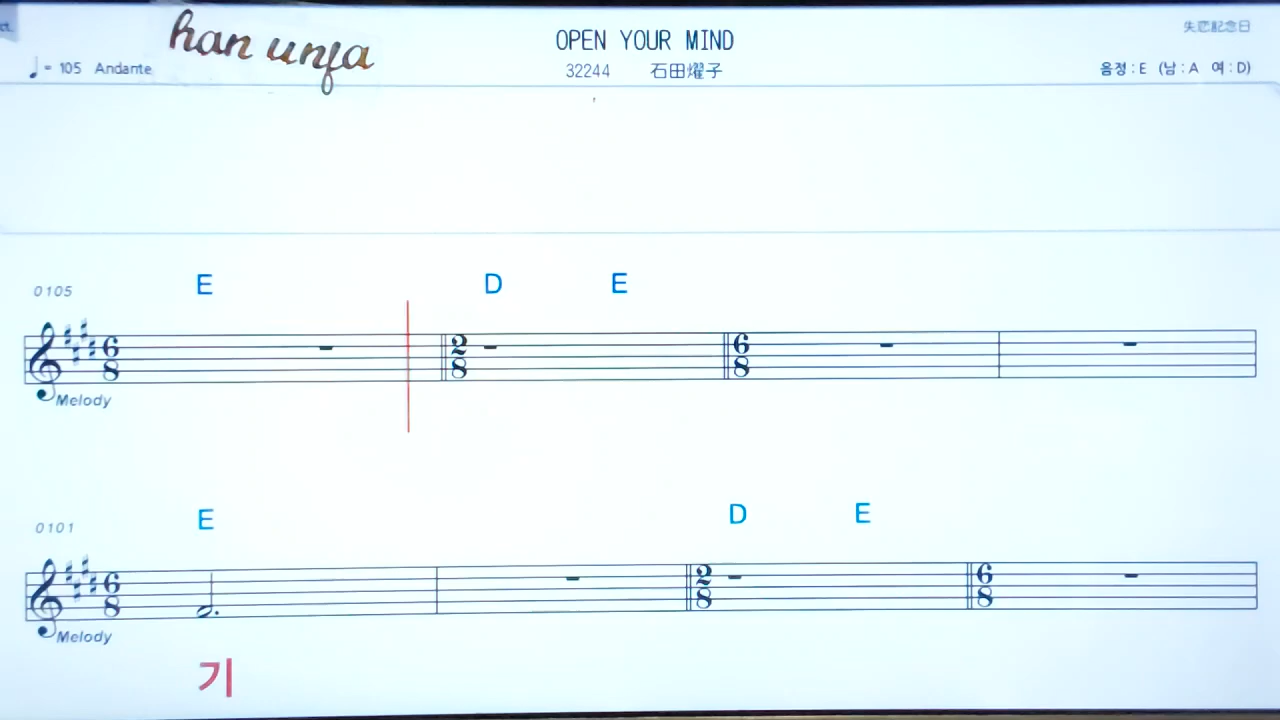 han unja
OPEN YOUR MIND
失恋記念日
♩= 105 Andante
32244 石田燿子
음정 : E (남 : A 여 : D)
E D E
0105
6 8 2 8 6 8
Melody
E D E
0101
6 8 2 8 6 8
Melody
기